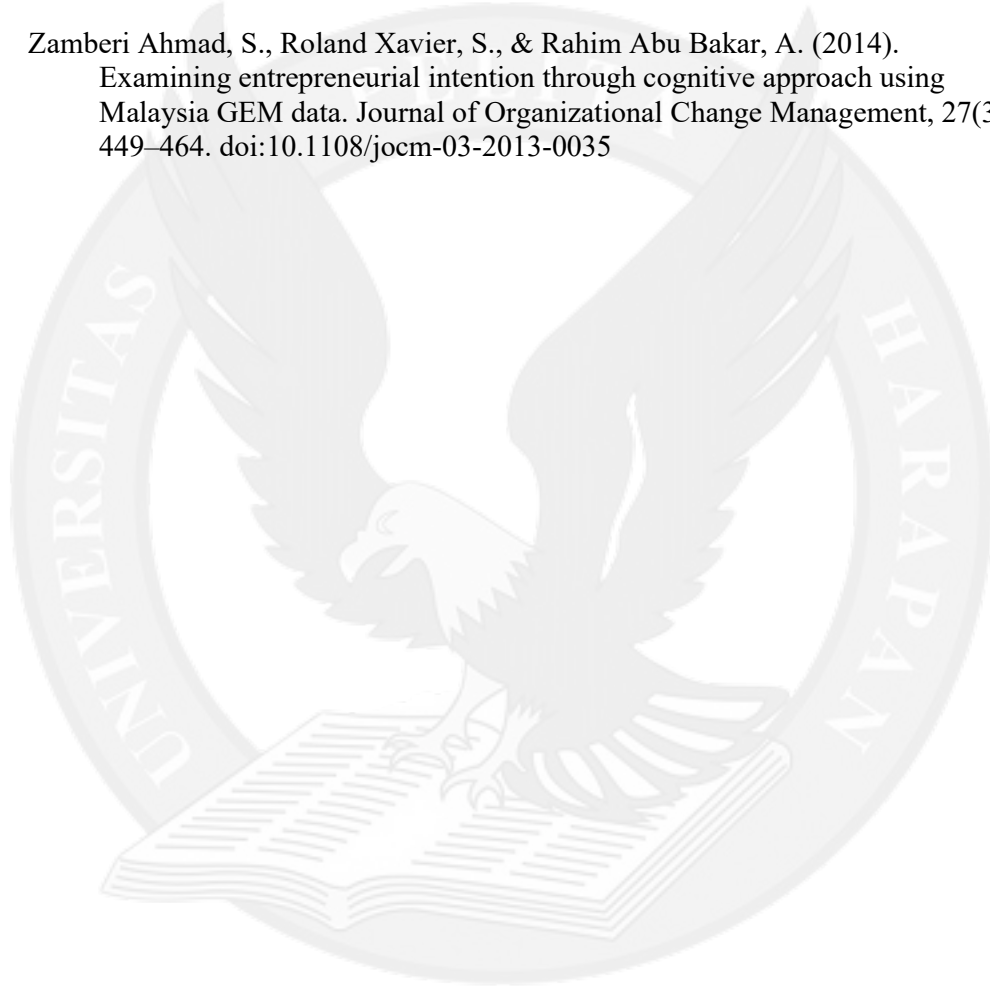 Zamberi Ahmad, S., Roland Xavier, S., & Rahim Abu Bakar, A. (2014).
Examining entrepreneurial intention through cognitive approach using
Malaysia GEM data. Journal of Organizational Change Management, 27(3
449–464. doi:10.1108/jocm-03-2013-0035
UNIVERSITAS
PELITA
HARAPAN